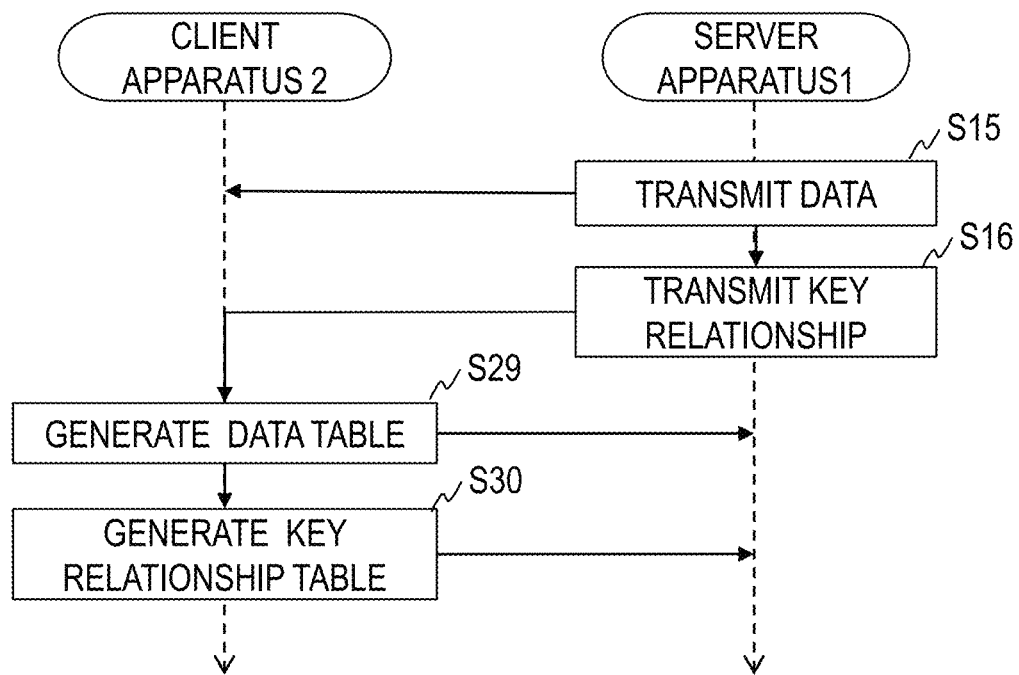 CLIENT
APPARATUS 2
SERVER
APPARATUS1
S15
TRANSMIT DATA
S16
TRANSMIT KEY
RELATIONSHIP
S29
GENERATE DATA TABLE
S30
GENERATE KEY
RELATIONSHIP TABLE